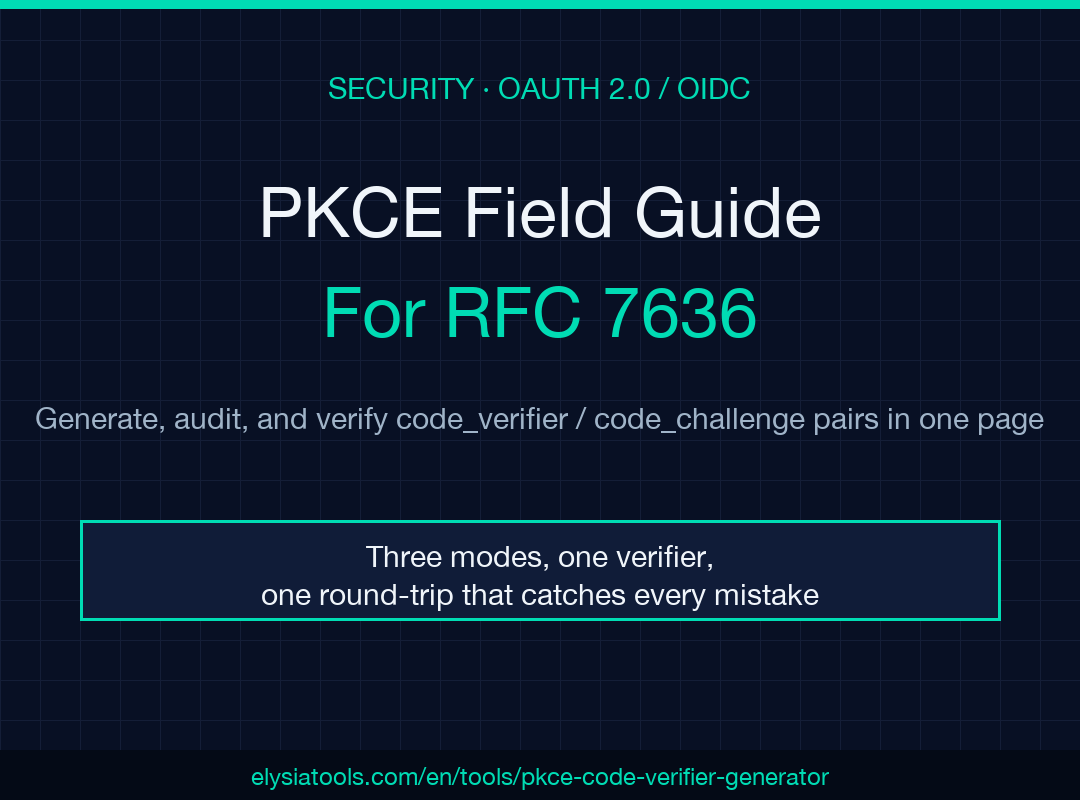 SECURITY · OAUTH 2.0 / OIDC
PKCE Field Guide
For RFC 7636
Generate, audit, and verify code_verifier / code_challenge pairs in one page
Three modes, one verifier,
one round-trip that catches every mistake
elysiatools.com/en/tools/pkce-code-verifier-generator